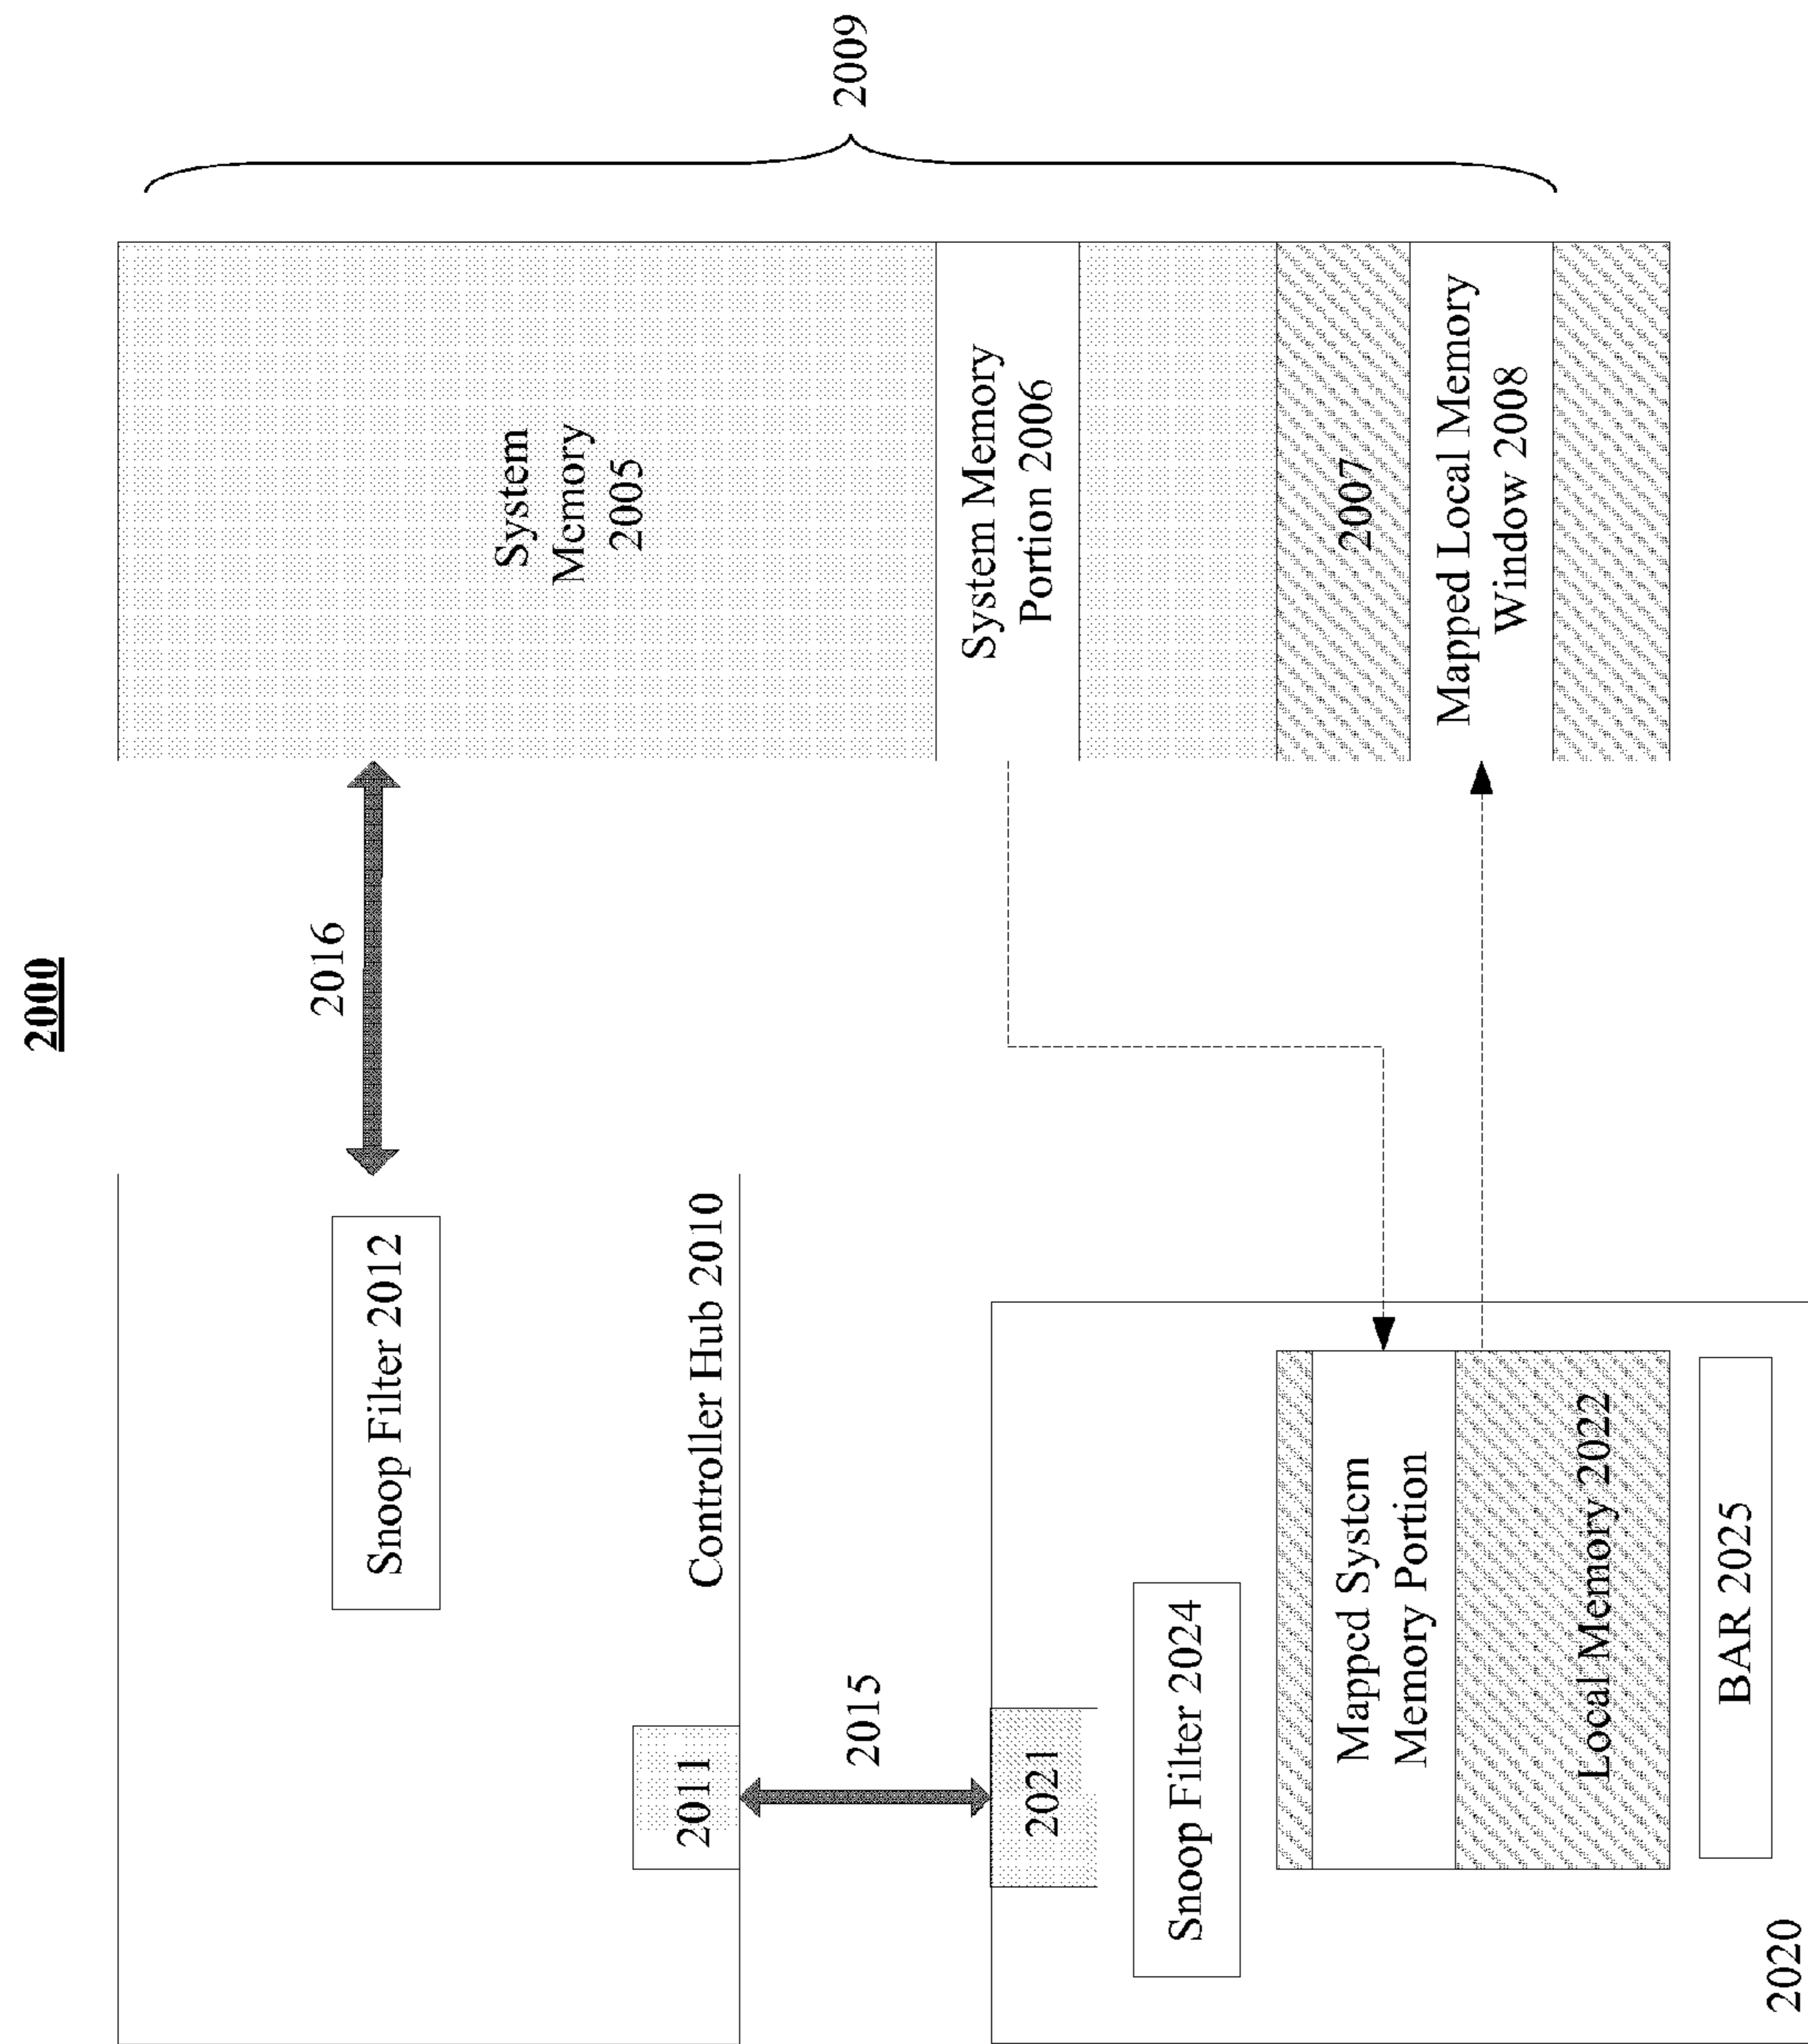 2000
2016
Snoop Filter 2012
System
Memory
2005
Controller Hub 2010
2011
2015
2009
2021
System Memory
Portion 2006
Snoop Filter 2024
2007
Mapped System
Memory Portion
Mapped Local Memory
Window 2008
Local Memory 2022
BAR 2025
2020